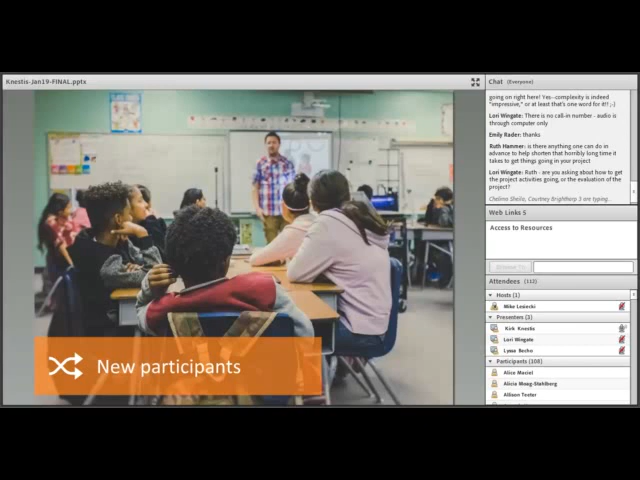 Knestis-Jan19-FINAL.pptx
New participants
Chat (Everyone)
going on right here! Yes--complexity is indeed
"impressive," or at least that's one word for it!! ;-)
Lori Wingate: There is no call-in number - audio is
through computer only
Emily Rader: thanks
Ruth Hammer: is there anything one can do in
advance to help shorten that horribly long time it
takes to get things going in your project
Lori Wingate: Ruth - are you asking about how to get
the project activities going, or the evaluation of the
project?
Chelina Sheila, Courtney Brightharp 3 are typing..
Web Links 5
Access to Resources
Browse To
Attendees (112)
Hosts (1)
Mike Lesiecki
Presenters (3)
Kirk Knestis
Lori Wingate
Lyssa Becho
Participants (108)
Alice Maciel
Alicia Maag-Stahlberg
Allison Teeter